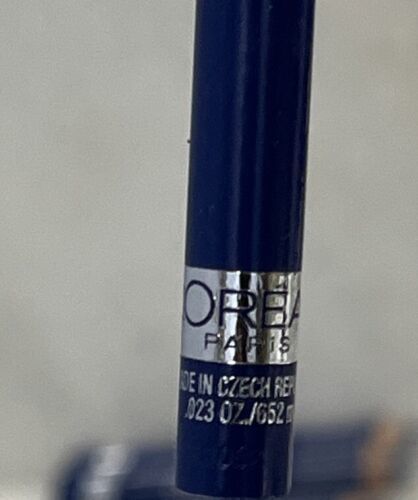 OREA
PARIS
DE IN CZECH REP
.023 OZ./652 m